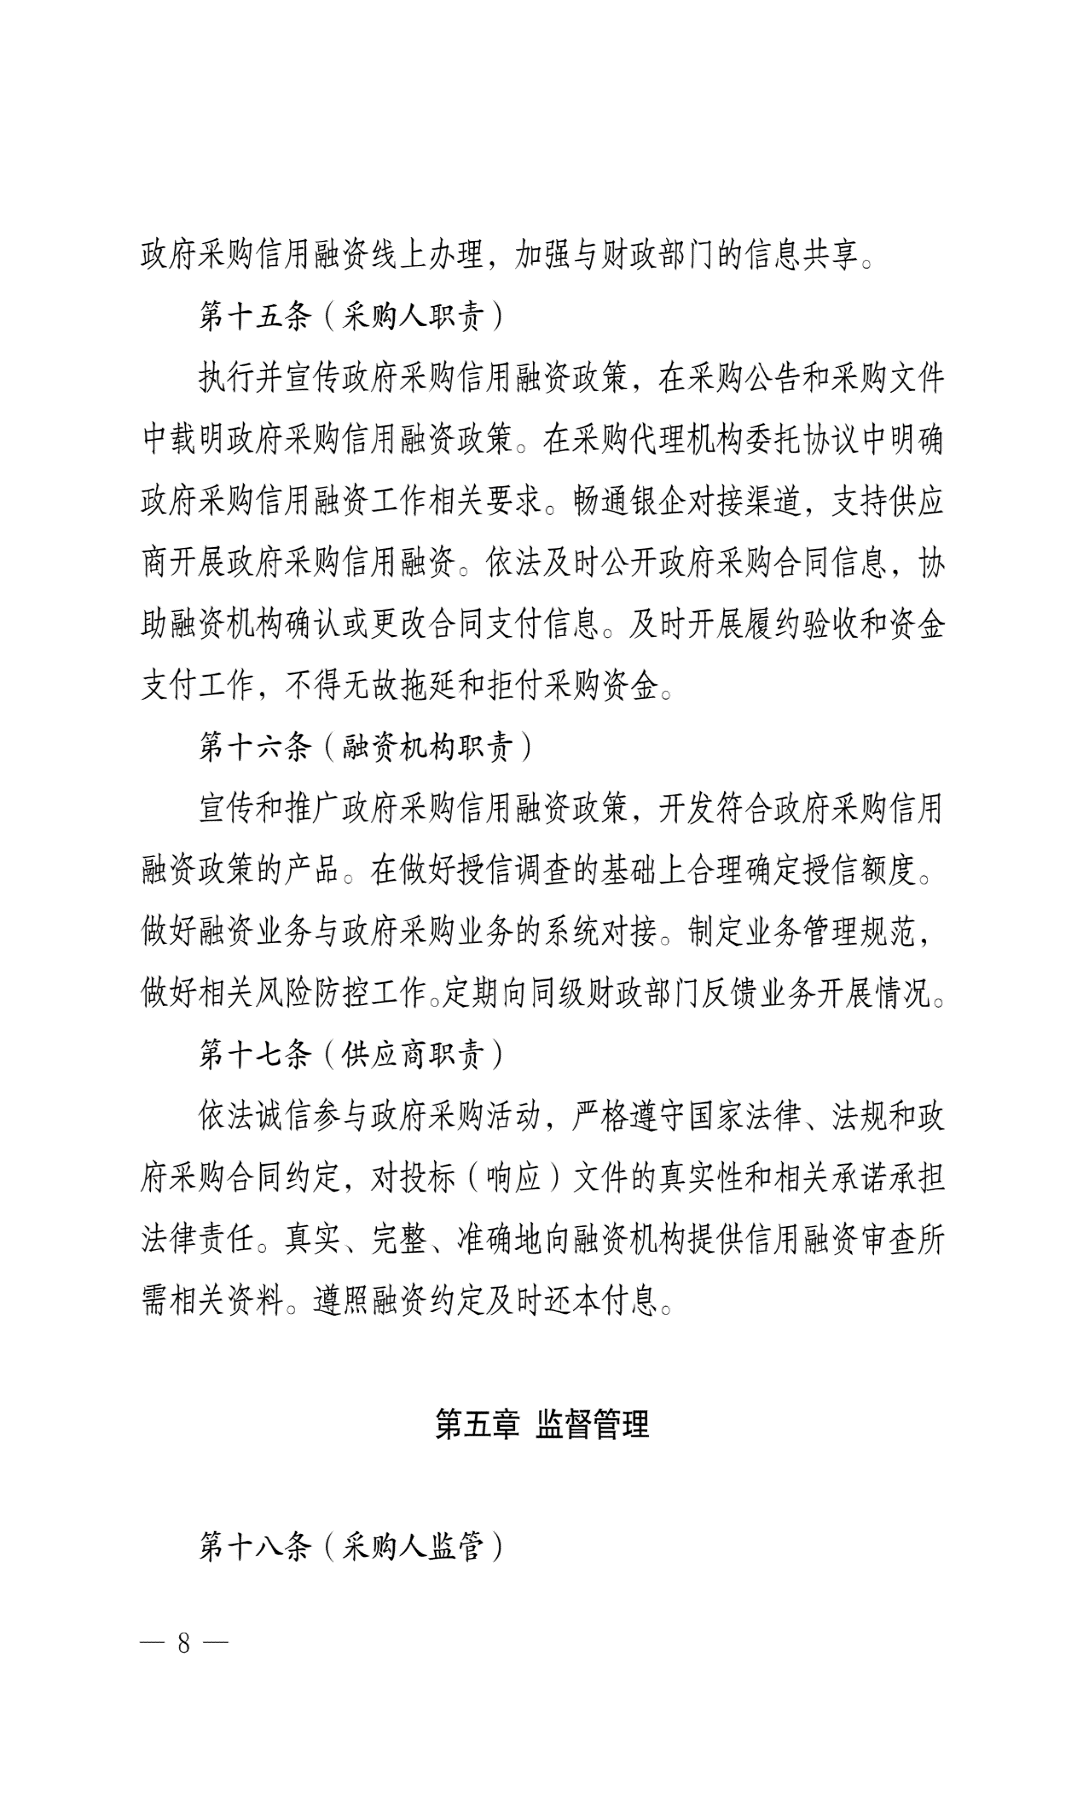 政府采购信用融资线上办理，加强与财政部门的信息共享。
第十五条（采购人职责）
执行并宣传政府采购信用融资政策，在采购公告和采购文件
中载明政府采购信用融资政策。在采购代理机构委托协议中明确
政府采购信用融资工作相关要求。畅通银企对接渠道，支持供应
商开展政府采购信用融资。依法及时公开政府采购合同信息，协
助融资机构确认或更改合同支付信息。及时开展履约验收和资金
支付工作，不得无故拖延和拒付采购资金。
第十六条（融资机构职责）
宣传和推广政府采购信用融资政策，开发符合政府采购信用
融资政策的产品。在做好授信调查的基础上合理确定授信额度。
做好融资业务与政府采购业务的系统对接。制定业务管理规范，
做好相关风险防控工作。定期向同级财政部门反馈业务开展情况。
第十七条（供应商职责）
依法诚信参与政府采购活动，严格遵守国家法律、法规和政
府采购合同约定，对投标（响应）文件的真实性和相关承诺承担
法律责任。真实、完整、准确地向融资机构提供信用融资审查所
需相关资料。遵照融资约定及时还本付息。
第五章 监督管理
第十八条（采购人监管）
— 8 —